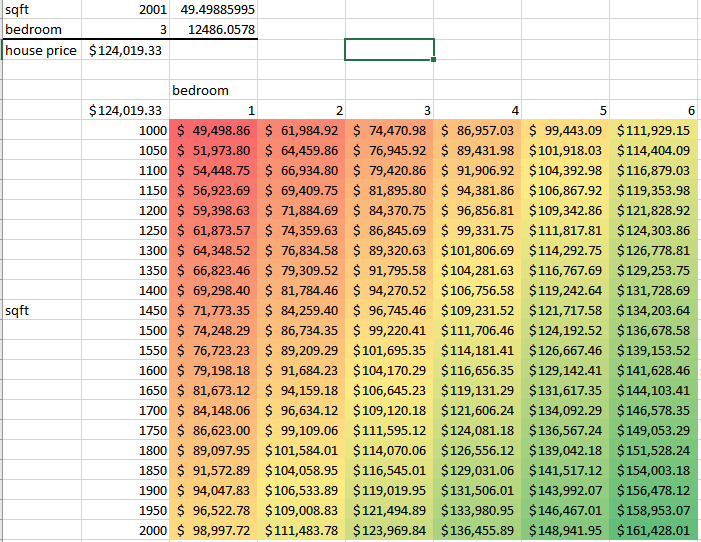 sqft 2001 49.49885995
bedroom 3 12486.0578
house price $124,019.33
bedroom
$124,019.33 1 2 3 4 5 6
1000 $ 49,498.86 $ 61,984.92 $ 74,470.98 $ 86,957.03 $ 99,443.09 $111,929.15
1050 $ 51,973.80 $ 64,459.86 $ 76,945.92 $ 89,431.98 $101,918.03 $114,404.09
1100 $ 54,448.75 $ 66,934.80 $ 79,420.86 $ 91,906.92 $104,392.98 $116,879.03
1150 $ 56,923.69 $ 69,409.75 $ 81,895.80 $ 94,381.86 $106,867.92 $119,353.98
1200 $ 59,398.63 $ 71,884.69 $ 84,370.75 $ 96,856.81 $109,342.86 $121,828.92
1250 $ 61,873.57 $ 74,359.63 $ 86,845.69 $ 99,331.75 $111,817.81 $124,303.86
1300 $ 64,348.52 $ 76,834.58 $ 89,320.63 $101,806.69 $114,292.75 $126,778.81
1350 $ 66,823.46 $ 79,309.52 $ 91,795.58 $104,281.63 $116,767.69 $129,253.75
1400 $ 69,298.40 $ 81,784.46 $ 94,270.52 $106,756.58 $119,242.64 $131,728.69
sqft 1450 $ 71,773.35 $ 84,259.40 $ 96,745.46 $109,231.52 $121,717.58 $134,203.64
1500 $ 74,248.29 $ 86,734.35 $ 99,220.41 $111,706.46 $124,192.52 $136,678.58
1550 $ 76,723.23 $ 89,209.29 $101,695.35 $114,181.41 $126,667.46 $139,153.52
1600 $ 79,198.18 $ 91,684.23 $104,170.29 $116,656.35 $129,142.41 $141,628.46
1650 $ 81,673.12 $ 94,159.18 $106,645.23 $119,131.29 $131,617.35 $144,103.41
1700 $ 84,148.06 $ 96,634.12 $109,120.18 $121,606.24 $134,092.29 $146,578.35
1750 $ 86,623.00 $ 99,109.06 $111,595.12 $124,081.18 $136,567.24 $149,053.29
1800 $ 89,097.95 $101,584.01 $114,070.06 $126,556.12 $139,042.18 $151,528.24
1850 $ 91,572.89 $104,058.95 $116,545.01 $129,031.06 $141,517.12 $154,003.18
1900 $ 94,047.83 $106,533.89 $119,019.95 $131,506.01 $143,992.07 $156,478.12
1950 $ 96,522.78 $109,008.83 $121,494.89 $133,980.95 $146,467.01 $158,953.07
2000 $ 98,997.72 $111,483.78 $123,969.84 $136,455.89 $148,941.95 $161,428.01